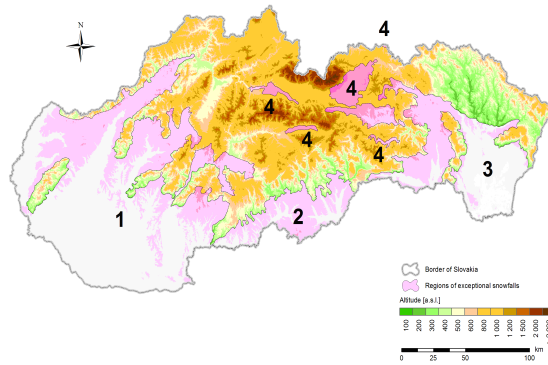 N
4
4
4
4
4
3
1
2
Border of Slovakia
Regions of exceptional snowfalls
Altitude [a.s.l.]
100 200 300 400 500 600 800 1 000 1 200 1 500 2 000
km
0 25 50 100